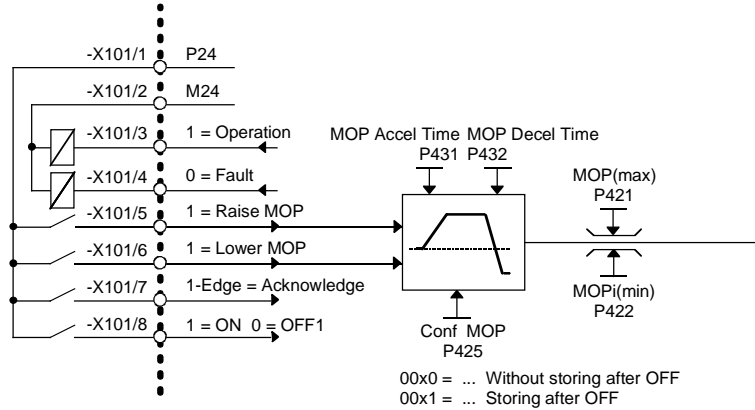 -X101/1 P24
-X101/2 M24
-X101/3 1 = Operation
-X101/4 0 = Fault
-X101/5 1 = Raise MOP
-X101/6 1 = Lower MOP
-X101/7 1-Edge = Acknowledge
-X101/8 1 = ON 0 = OFF1
MOP Accel Time MOP Decel Time
P431 P432
MOP(max)
P421
MOPi(min)
P422
Conf MOP
P425
00x0 = ... Without storing after OFF
00x1 = ... Storing after OFF